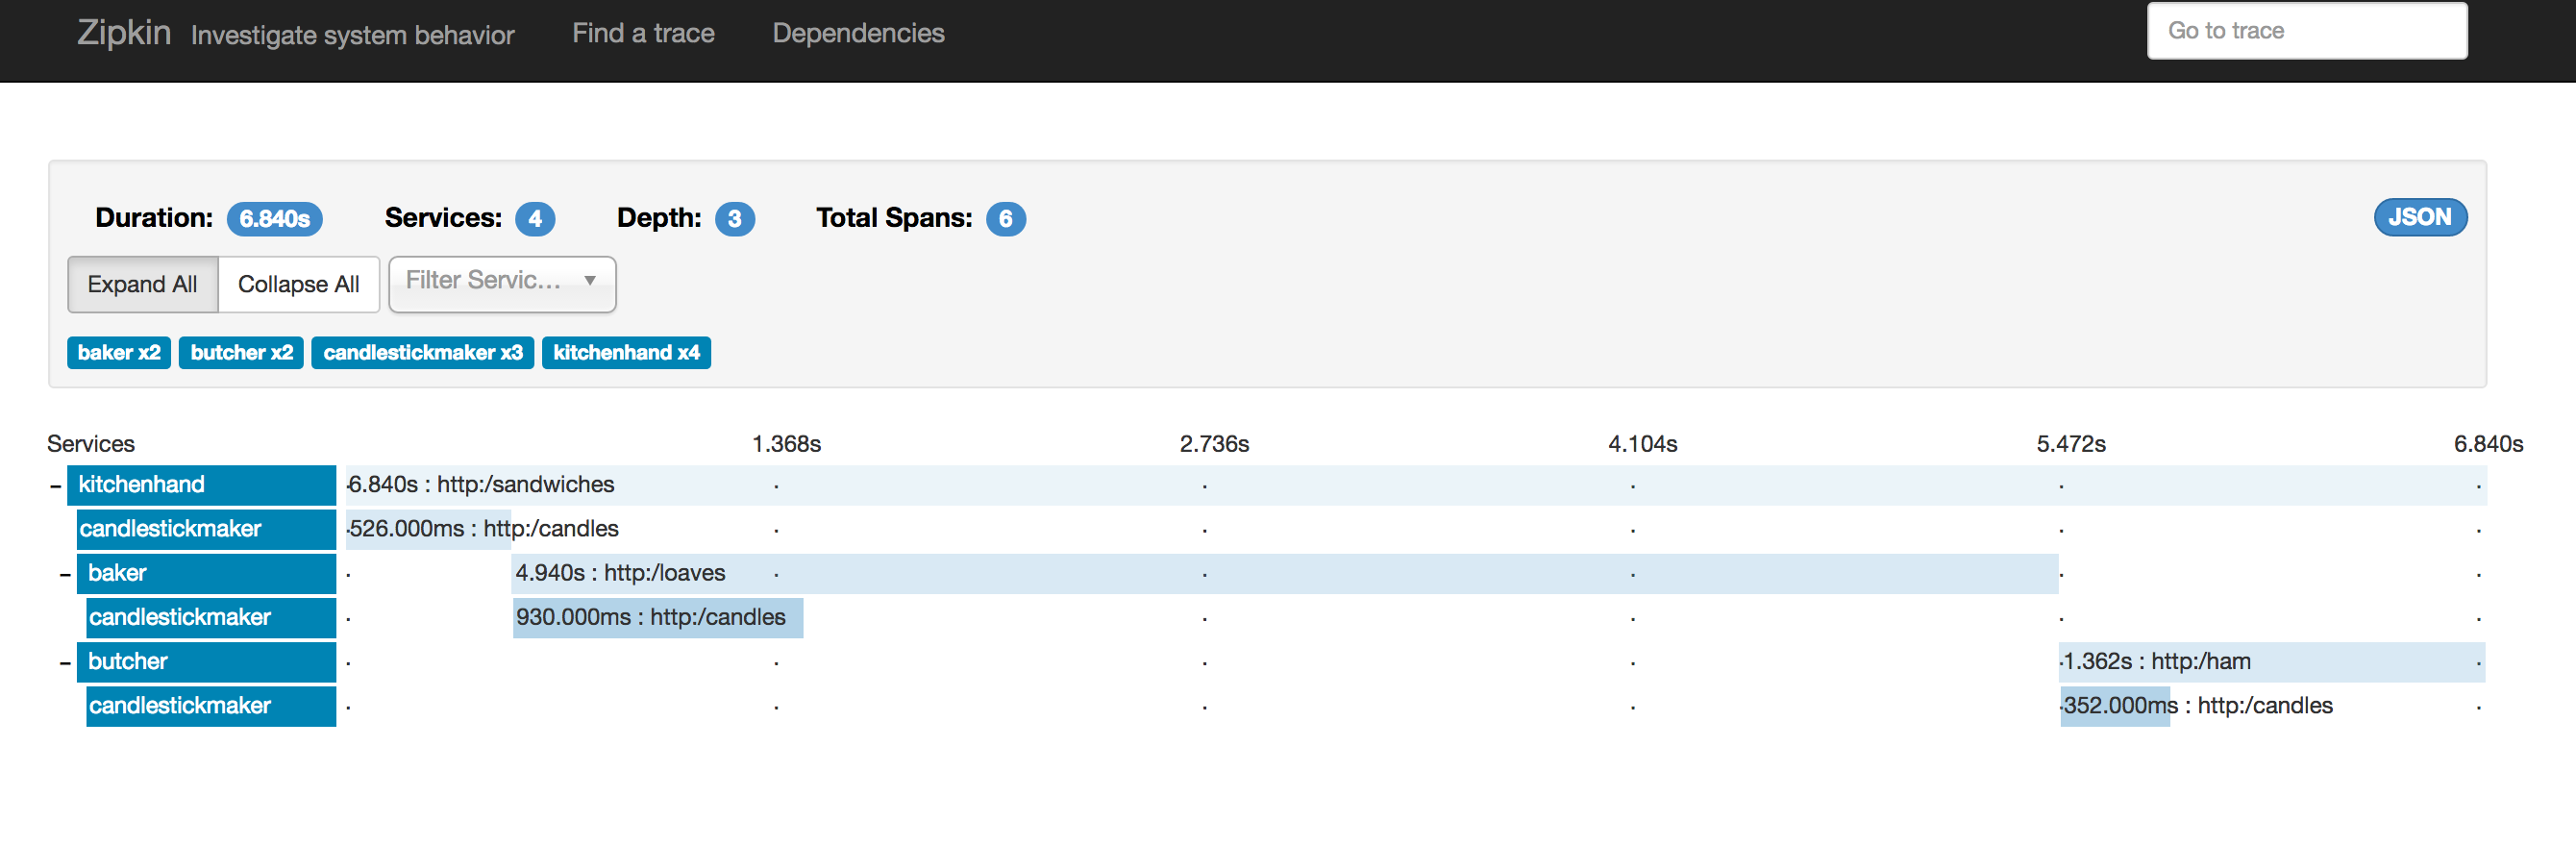 Zipkin Investigate system behavior Find a trace Dependencies Go to trace
Duration: 6.840s Services: 4 Depth: 3 Total Spans: 6 JSON
Expand All Collapse All Filter Servic...
baker x2 butcher x2 candlestickmaker x3 kitchenhand x4
Services 1.368s 2.736s 4.104s 5.472s 6.840s
– kitchenhand 6.840s : http:/sandwiches
candlestickmaker 526.000ms : http:/candles
– baker 4.940s : http:/loaves
candlestickmaker 930.000ms : http:/candles
– butcher 1.362s : http:/ham
candlestickmaker 352.000ms : http:/candles